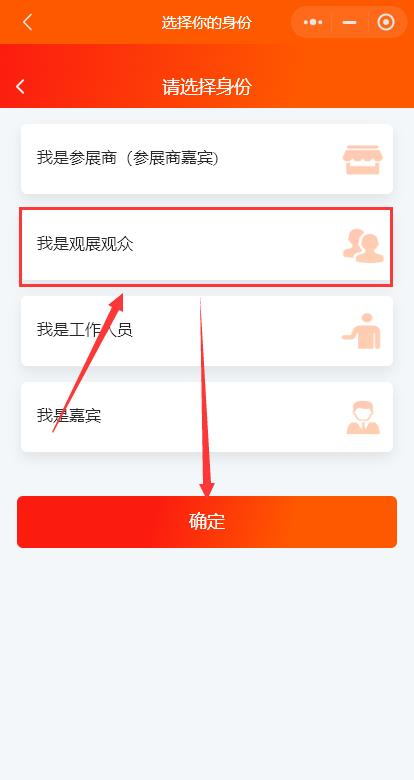 选择你的身份
请选择身份
我是参展商（参展商嘉宾)
我是观展观众
我是工作人员
我是嘉宾
确定